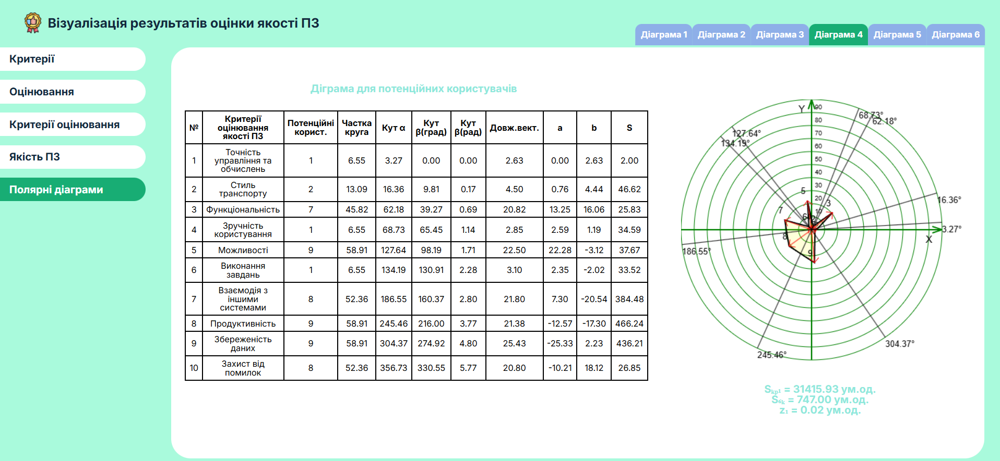 Візуалізація результатів оцінки якості ПЗ
Діаграма 1 Діаграма 2 Діаграма 3 Діаграма 4 Діаграма 5 Діаграма 6
Критерії
Оцінювання
Критерії оцінювання
Якість ПЗ
Полярні діаграми
Діграма для потенційних користувачів
№ Критерії оцінювання якості ПЗ Потенційні корист. Частка круга Кут α Кут β(град) Кут β(рад) Довж.вект. a b S
1 Точність управління та обчислень 1 6.55 3.27 0.00 0.00 2.63 0.00 2.63 2.00
2 Стиль транспорту 2 13.09 16.36 9.81 0.17 4.50 0.76 4.44 46.62
3 Функціональність 7 45.82 62.18 39.27 0.69 20.82 13.25 16.06 25.83
4 Зручність користування 1 6.55 68.73 65.45 1.14 2.85 2.59 1.19 34.59
5 Можливості 9 58.91 127.64 98.19 1.71 22.50 22.28 -3.12 37.67
6 Виконання завдань 1 6.55 134.19 130.91 2.28 3.10 2.35 -2.02 33.52
7 Взаємодія з іншими системами 8 52.36 186.55 160.37 2.80 21.80 7.30 -20.54 384.48
8 Продуктивність 9 58.91 245.46 216.00 3.77 21.38 -12.57 -17.30 466.24
9 Збереженість даних 9 58.91 304.37 274.92 4.80 25.43 -25.33 2.23 436.21
10 Захист від помилок 8 52.36 356.73 330.55 5.77 20.80 -10.21 18.12 26.85
Y
90
80
70
60
50
40
30
20
10
68.73°
62.18°
127.64°
134.19°
16.36°
3.27°
X
186.55°
304.37°
245.46°
5
3
7
6
8
9
Sкр1 = 31415.93 ум.од.
Sбк = 747.00 ум.од.
z1 = 0.02 ум.од.